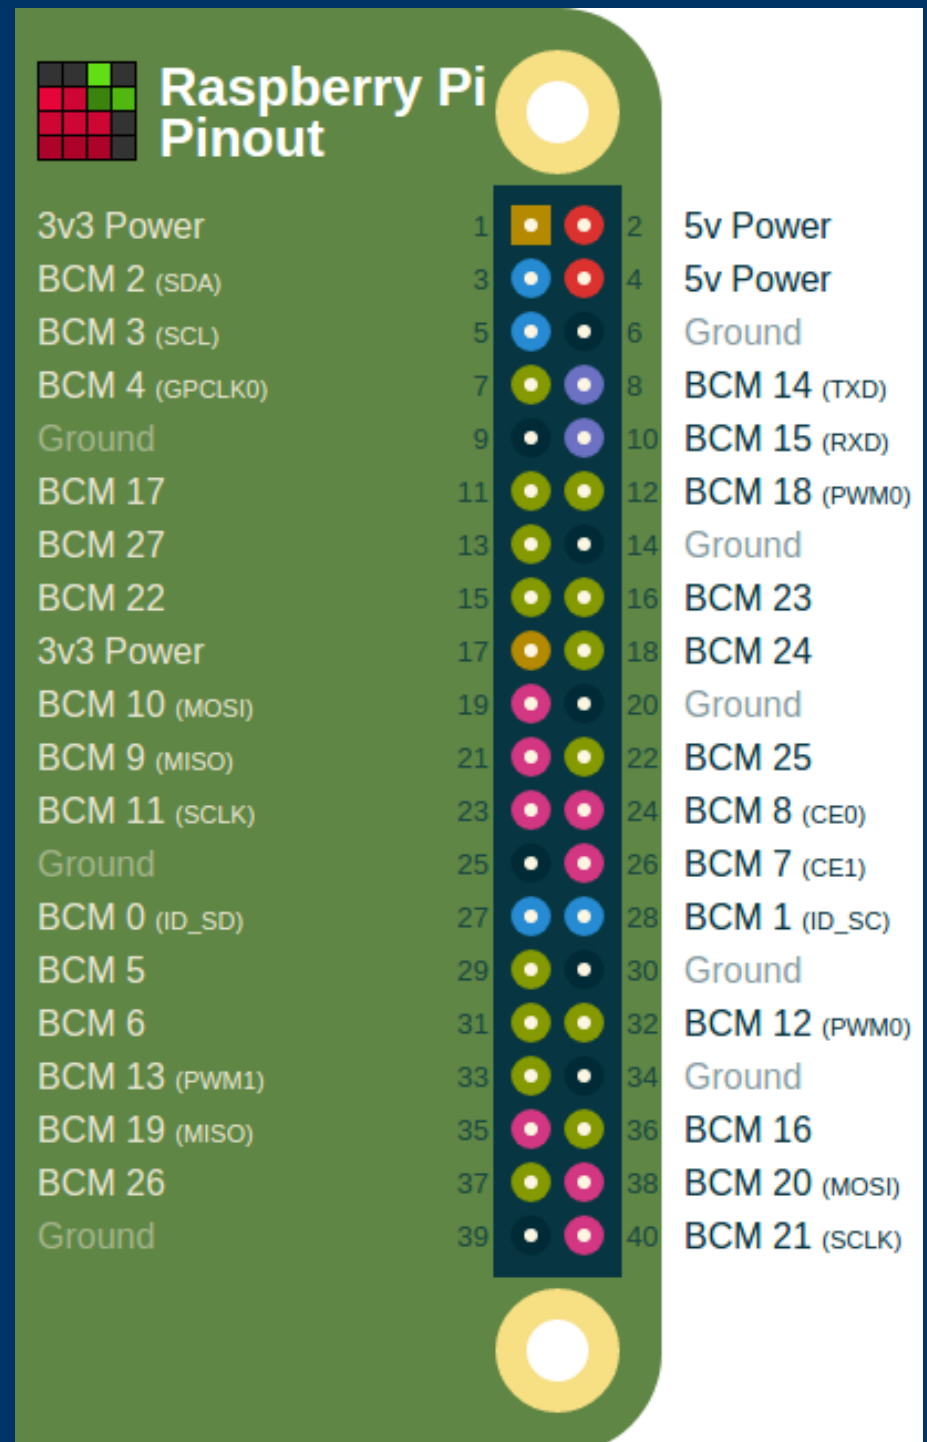 Raspberry Pi
Pinout
3v3 Power 1 2 5v Power
BCM 2 (SDA) 3 4 5v Power
BCM 3 (SCL) 5 6 Ground
BCM 4 (GPCLK0) 7 8 BCM 14 (TXD)
Ground 9 10 BCM 15 (RXD)
BCM 17 11 12 BCM 18 (PWM0)
BCM 27 13 14 Ground
BCM 22 15 16 BCM 23
3v3 Power 17 18 BCM 24
BCM 10 (MOSI) 19 20 Ground
BCM 9 (MISO) 21 22 BCM 25
BCM 11 (SCLK) 23 24 BCM 8 (CE0)
Ground 25 26 BCM 7 (CE1)
BCM 0 (ID_SD) 27 28 BCM 1 (ID_SC)
BCM 5 29 30 Ground
BCM 6 31 32 BCM 12 (PWM0)
BCM 13 (PWM1) 33 34 Ground
BCM 19 (MISO) 35 36 BCM 16
BCM 26 37 38 BCM 20 (MOSI)
Ground 39 40 BCM 21 (SCLK)